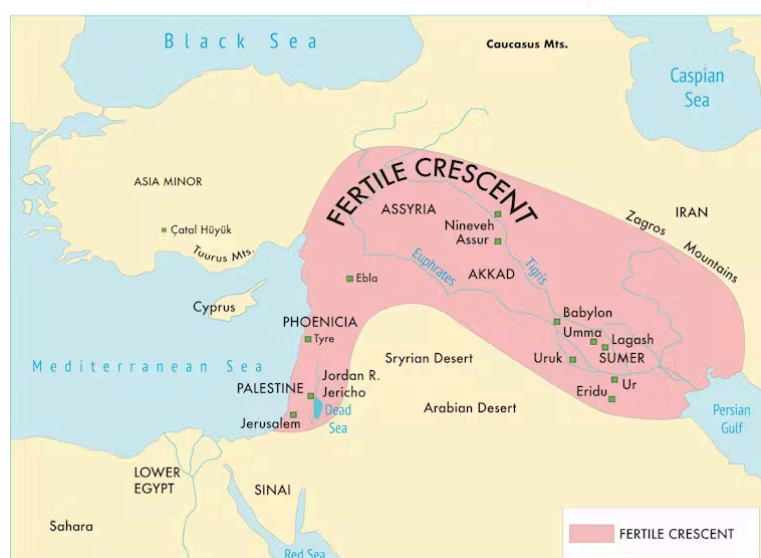 Black Sea
Caucasus Mts.
Caspian
Sea
FERTILE CRESCENT
ASIA MINOR
ASSYRIA
IRAN
Çatal Hüyük
Nineveh
Assur
Zagros
Mountains
Tuurus Mts.
Euphrates
Tigris
AKKAD
Ebla
Cyprus
Babylon
PHOENICIA
Umma
Lagash
Tyre
SUMER
Mediterranean Sea
Sryrian Desert
Uruk
Jordan R.
PALESTINE
Jericho
Ur
Eridu
Arabian Desert
Dead
Sea
Jerusalem
Persian
Gulf
LOWER
EGYPT
SINAI
Sahara
FERTILE CRESCENT
Red Sea